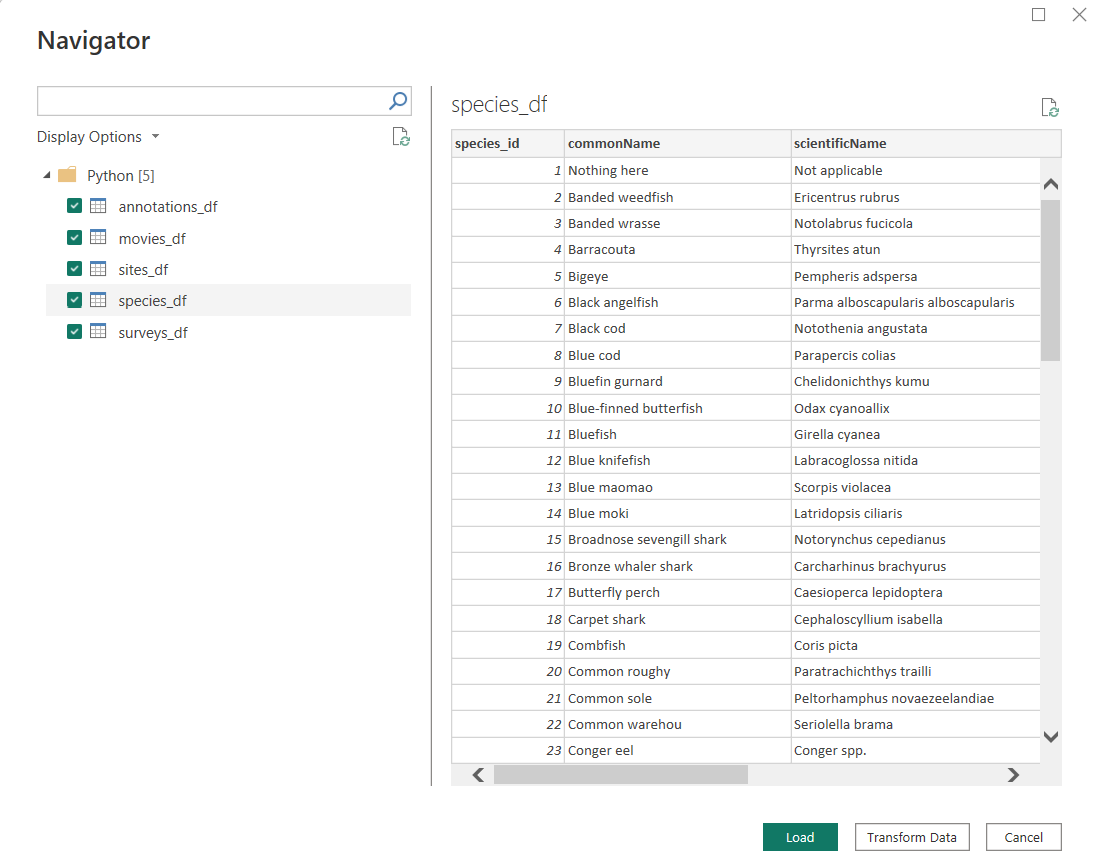 Navigator
Display Options
Python [5]
annotations_df
movies_df
sites_df
species_df
surveys_df
species_df
species_id commonName scientificName
1 Nothing here Not applicable
2 Banded weedfish Ericentrus rubrus
3 Banded wrasse Notolabrus fucicola
4 Barracouta Thyrsites atun
5 Bigeye Pempheris adspersa
6 Black angelfish Parma alboscapularis alboscapularis
7 Black cod Notothenia angustata
8 Blue cod Parapercis colias
9 Bluefin gurnard Chelidonichthys kumu
10 Blue-finned butterfish Odax cyanoallix
11 Bluefish Girella cyanea
12 Blue knifefish Labracoglossa nitida
13 Blue maomao Scorpis violacea
14 Blue moki Latridopsis ciliaris
15 Broadnose sevengill shark Notorynchus cepedianus
16 Bronze whaler shark Carcharhinus brachyurus
17 Butterfly perch Caesioperca lepidoptera
18 Carpet shark Cephaloscyllium isabella
19 Combfish Coris picta
20 Common roughy Paratrachichthys trailli
21 Common sole Peltorhamphus novaezeelandiae
22 Common warehou Seriolella brama
23 Conger eel Conger spp.
Load Transform Data Cancel